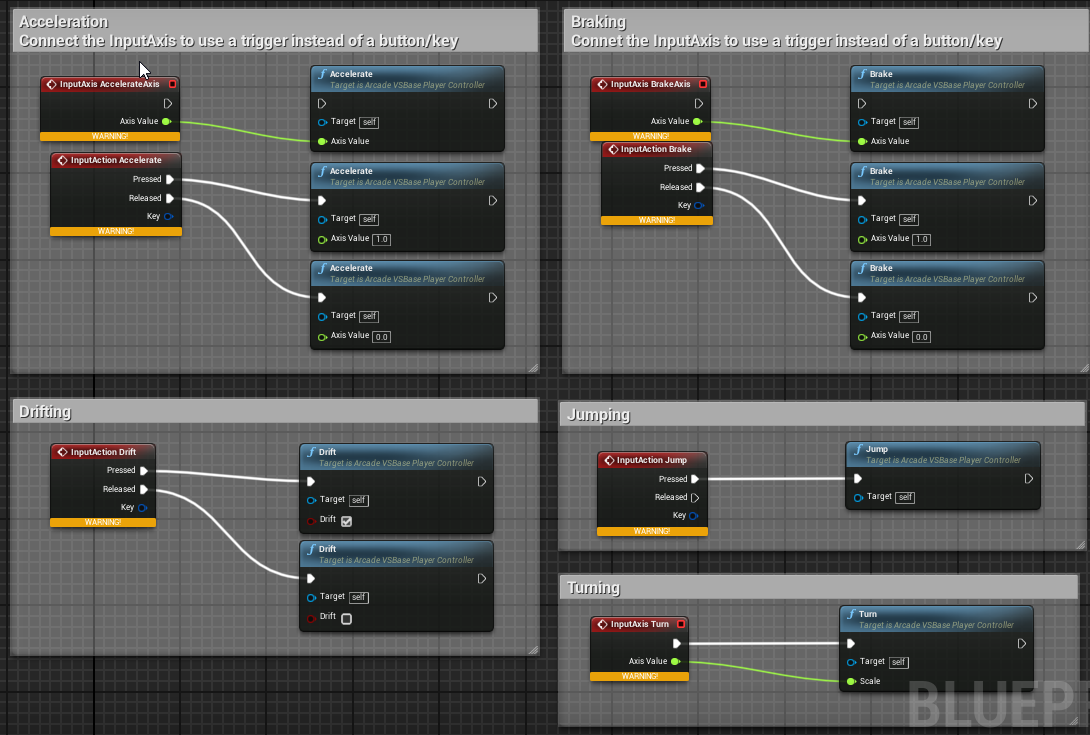 Acceleration
Connect the InputAxis to use a trigger instead of a button/key
InputAxis AccelerateAxis
Axis Value
WARNING!
InputAction Accelerate
Pressed
Released
Key
WARNING!
Accelerate
Target is Arcade VSBase Player Controller
Target self
Axis Value
Accelerate
Target is Arcade VSBase Player Controller
Target self
Axis Value 1.0
Accelerate
Target is Arcade VSBase Player Controller
Target self
Axis Value 0.0
Braking
Connet the InputAxis to use a trigger instead of a button/key
InputAxis BrakeAxis
Axis Value
WARNING!
InputAction Brake
Pressed
Released
Key
WARNING!
Brake
Target is Arcade VSBase Player Controller
Target self
Axis Value
Brake
Target is Arcade VSBase Player Controller
Target self
Axis Value 1.0
Brake
Target is Arcade VSBase Player Controller
Target self
Axis Value 0.0
Drifting
InputAction Drift
Pressed
Released
Key
WARNING!
Drift
Target is Arcade VSBase Player Controller
Target self
Drift
Drift
Target is Arcade VSBase Player Controller
Target self
Drift
Jumping
InputAction Jump
Pressed
Released
Key
WARNING!
Jump
Target is Arcade VSBase Player Controller
Target self
Turning
InputAxis Turn
Axis Value
WARNING!
Turn
Target is Arcade VSBase Player Controller
Target self
Scale
BLUEP